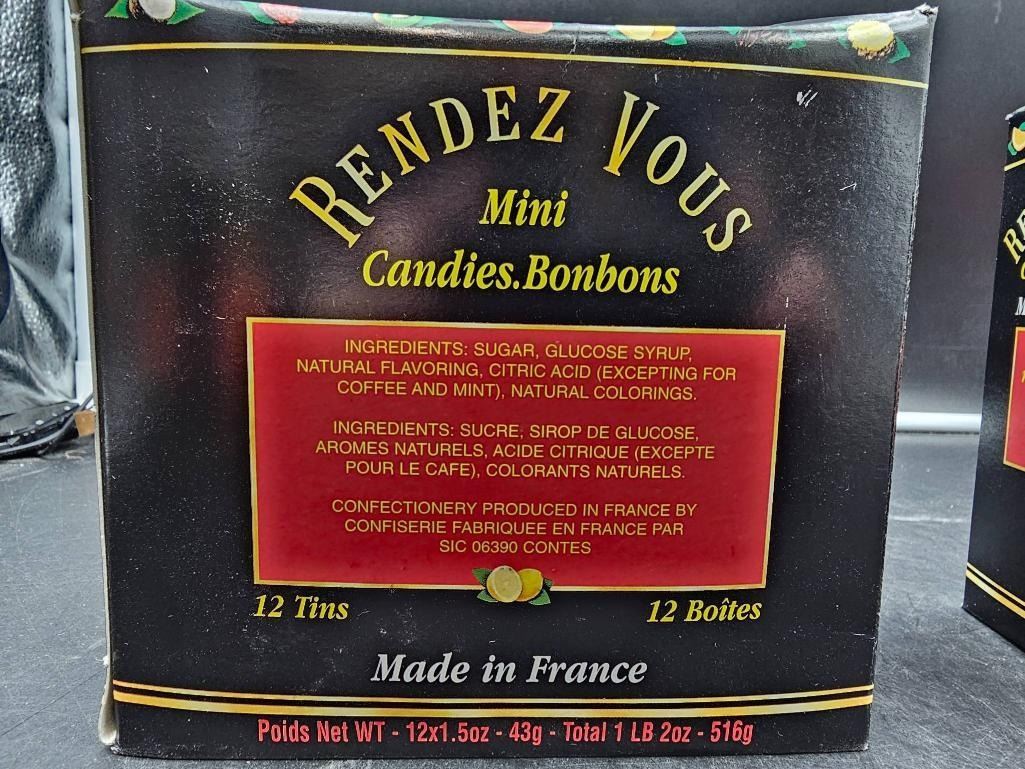 RENDEZ VOUS
Mini
Candies.Bonbons
INGREDIENTS: SUGAR, GLUCOSE SYRUP,
NATURAL FLAVORING, CITRIC ACID (EXCEPTING FOR
COFFEE AND MINT), NATURAL COLORINGS.
INGREDIENTS: SUCRE, SIROP DE GLUCOSE,
AROMES NATURELS, ACIDE CITRIQUE (EXCEPTE
POUR LE CAFE), COLORANTS NATURELS.
CONFECTIONERY PRODUCED IN FRANCE BY
CONFISERIE FABRIQUEE EN FRANCE PAR
SIC 06390 CONTES
12 Tins
12 Boîtes
Made in France
Poids Net WT - 12x1.5oz - 43g - Total 1 LB 2oz - 516g